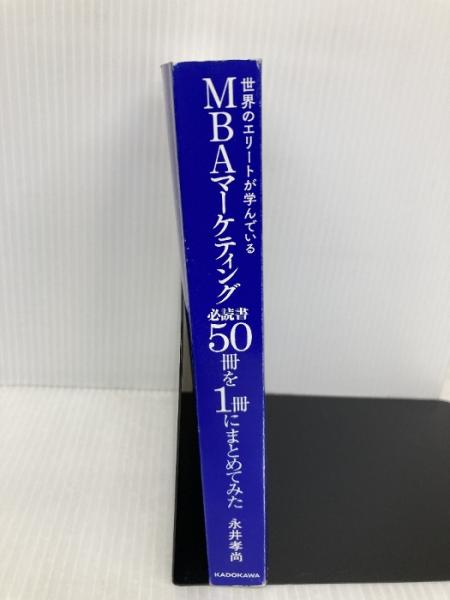 世界のエリートが学んでいる
MBAマーケティング
必読書
50冊を1冊にまとめてみた
永井孝尚
KADOKAWA